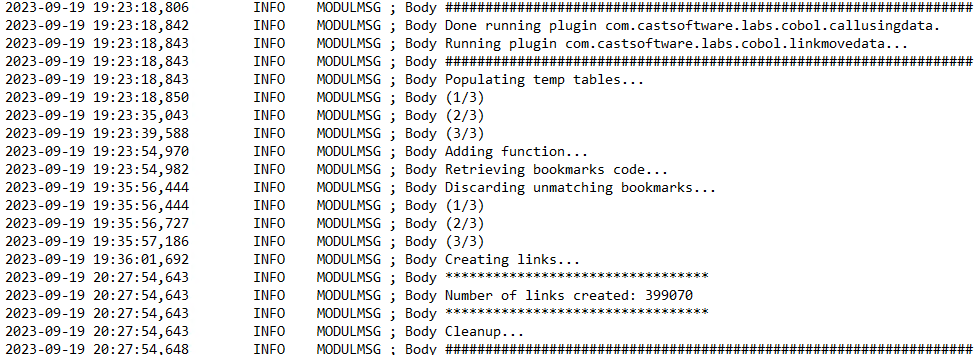 2023-09-19 19:23:18,806 INFO MODULMSG ; Body ##################################################################
2023-09-19 19:23:18,842 INFO MODULMSG ; Body Done running plugin com.castsoftware.labs.cobol.callusingdata.
2023-09-19 19:23:18,843 INFO MODULMSG ; Body Running plugin com.castsoftware.labs.cobol.linkmovedata...
2023-09-19 19:23:18,843 INFO MODULMSG ; Body ##################################################################
2023-09-19 19:23:18,843 INFO MODULMSG ; Body Populating temp tables...
2023-09-19 19:23:18,850 INFO MODULMSG ; Body (1/3)
2023-09-19 19:23:35,043 INFO MODULMSG ; Body (2/3)
2023-09-19 19:23:39,588 INFO MODULMSG ; Body (3/3)
2023-09-19 19:23:54,970 INFO MODULMSG ; Body Adding function...
2023-09-19 19:23:54,982 INFO MODULMSG ; Body Retrieving bookmarks code...
2023-09-19 19:35:56,444 INFO MODULMSG ; Body Discarding unmatching bookmarks...
2023-09-19 19:35:56,444 INFO MODULMSG ; Body (1/3)
2023-09-19 19:35:56,727 INFO MODULMSG ; Body (2/3)
2023-09-19 19:35:57,186 INFO MODULMSG ; Body (3/3)
2023-09-19 19:36:01,692 INFO MODULMSG ; Body Creating links...
2023-09-19 20:27:54,643 INFO MODULMSG ; Body *********************************
2023-09-19 20:27:54,643 INFO MODULMSG ; Body Number of links created: 399070
2023-09-19 20:27:54,643 INFO MODULMSG ; Body *********************************
2023-09-19 20:27:54,643 INFO MODULMSG ; Body Cleanup...
2023-09-19 20:27:54,648 INFO MODULMSG ; Body ##################################################################